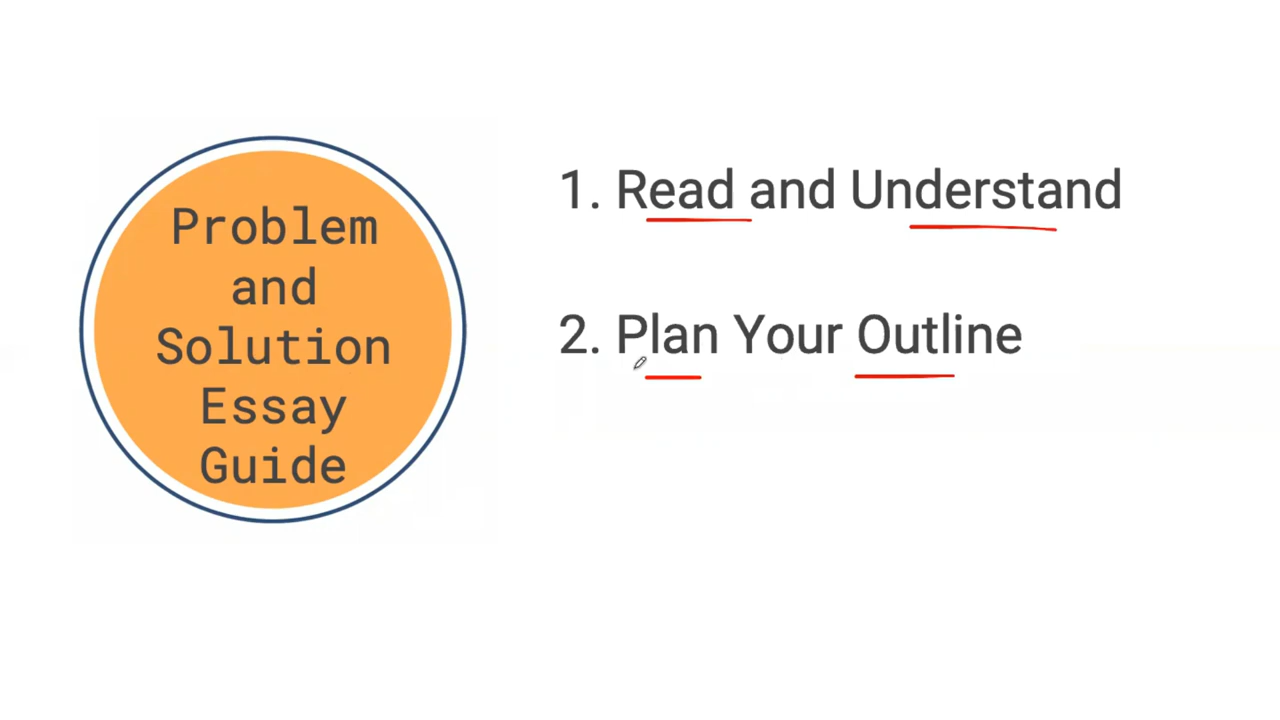 Problem
and
Solution
Essay
Guide
1. Read and Understand
2. Plan Your Outline